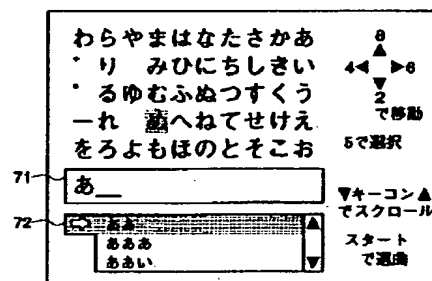 わらやまはなたさかあ
゛り　みひにちしさい
゜るゆむふぬつすくう
ーれ　めへねてせけえ
をろよもほのとそこお
8
▲
4◀ ▶6
▼
2
で移動
5で選択
71
あ__
▼キーコン▲
でスクロール
72
⇨ ああ
あああ
ああい
▲
▼
スタート
で選曲